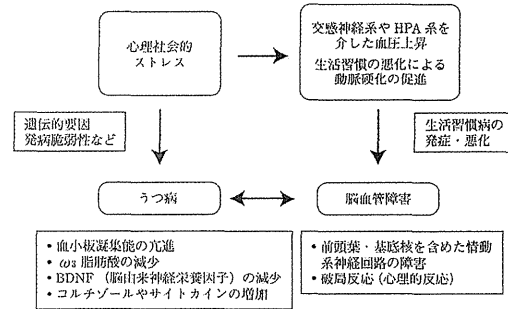 心理社会的
ストレス
交感神経系や HPA 系を
介した血圧上昇
生活習慣の悪化による
動脈硬化の促進
遺伝的要因
発病脆弱性など
生活習慣病の
発症・悪化
うつ病
脳血管障害
• 血小板凝集能の亢進
• ω3 脂肪酸の減少
• BDNF (脳由来神経栄養因子) の減少
• コルチゾールやサイトカインの増加
• 前頭葉・基底核を含めた情動
系神経回路の障害
• 破局反応 (心理的反応)